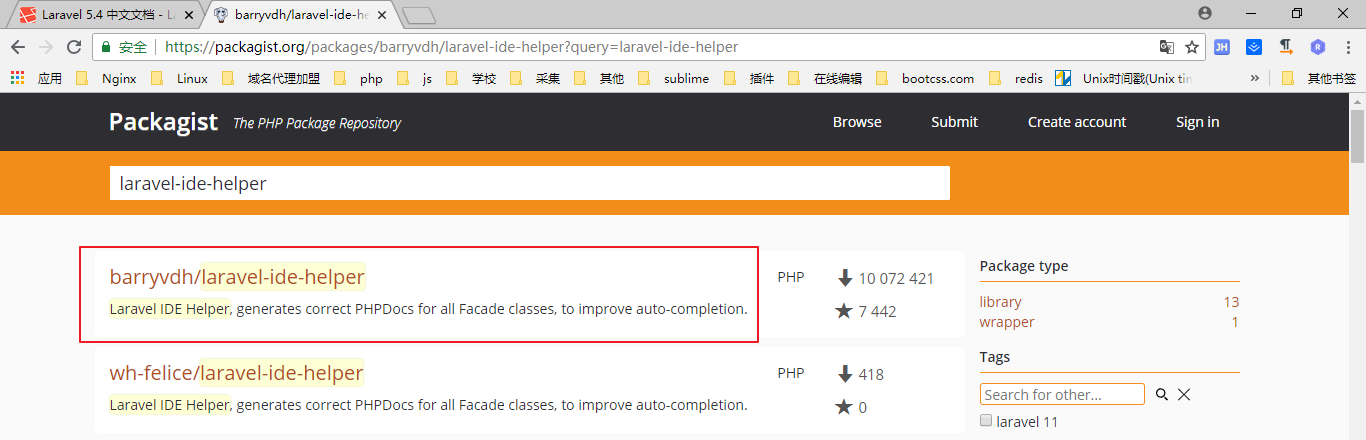 Laravel 5.4 中文文档 - La
barryvdh/laravel-ide-he
安全 https://packagist.org/packages/barryvdh/laravel-ide-helper?query=laravel-ide-helper
JH R
应用 Nginx Linux 域名代理加盟 php js 学校 采集 其他 sublime 插件 在线编辑 bootcss.com redis Unix时间戳(Unix tin » 其他书签
Packagist The PHP Package Repository Browse Submit Create account Sign in
laravel-ide-helper
barryvdh/laravel-ide-helper
Laravel IDE Helper, generates correct PHPDocs for all Facade classes, to improve auto-completion.
PHP
10 072 421
7 442
wh-felice/laravel-ide-helper
Laravel IDE Helper, generates correct PHPDocs for all Facade classes, to improve auto-completion.
PHP
418
0
Package type
library 13
wrapper 1
Tags
Search for other...
laravel 11